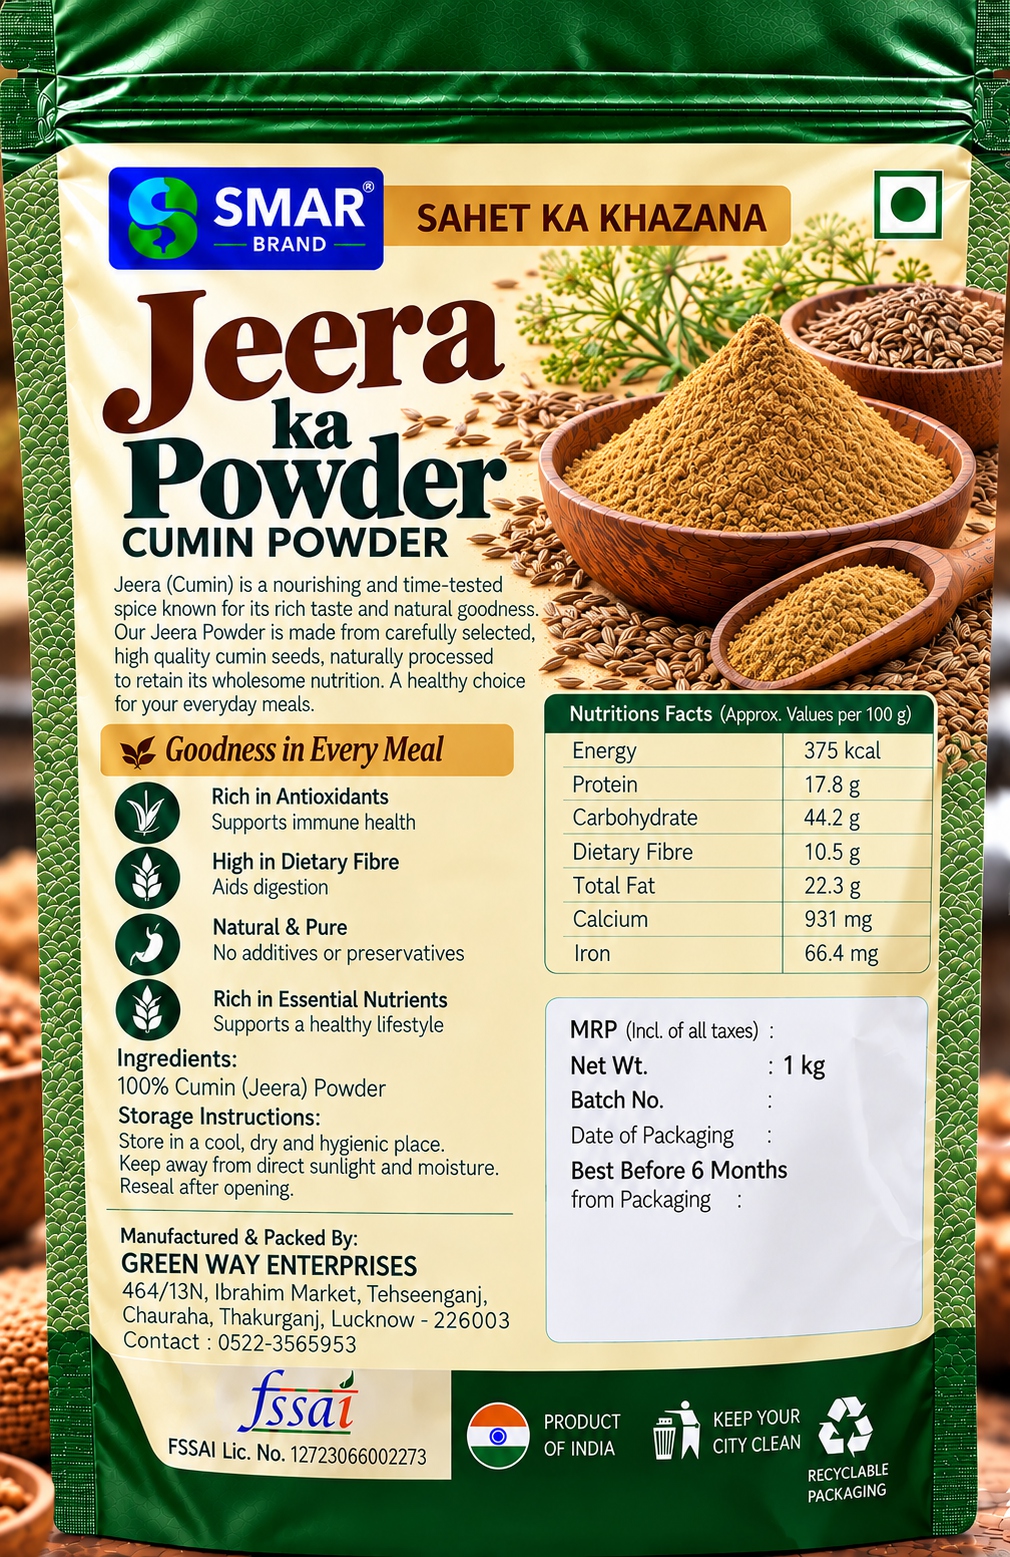 SMAR®
BRAND
SAHET KA KHAZANA
Jeera
ka
Powder
CUMIN POWDER
Jeera (Cumin) is a nourishing and time-tested
spice known for its rich taste and natural goodness.
Our Jeera Powder is made from carefully selected,
high quality cumin seeds, naturally processed
to retain its wholesome nutrition. A healthy choice
for your everyday meals.
Goodness in Every Meal
Rich in Antioxidants
Supports immune health
High in Dietary Fibre
Aids digestion
Natural & Pure
No additives or preservatives
Rich in Essential Nutrients
Supports a healthy lifestyle
Ingredients:
100% Cumin (Jeera) Powder
Storage Instructions:
Store in a cool, dry and hygienic place.
Keep away from direct sunlight and moisture.
Reseal after opening.
Manufactured & Packed By:
GREEN WAY ENTERPRISES
464/13N, Ibrahim Market, Tehseenganj,
Chauraha, Thakurganj, Lucknow - 226003
Contact : 0522-3565953
Nutritions Facts (Approx. Values per 100 g)
Energy 375 kcal
Protein 17.8 g
Carbohydrate 44.2 g
Dietary Fibre 10.5 g
Total Fat 22.3 g
Calcium 931 mg
Iron 66.4 mg
MRP (Incl. of all taxes) :
Net Wt. : 1 kg
Batch No. :
Date of Packaging :
Best Before 6 Months
from Packaging :
fssai
FSSAI Lic. No. 12723066002273
PRODUCT
OF INDIA
KEEP YOUR
CITY CLEAN
RECYCLABLE
PACKAGING